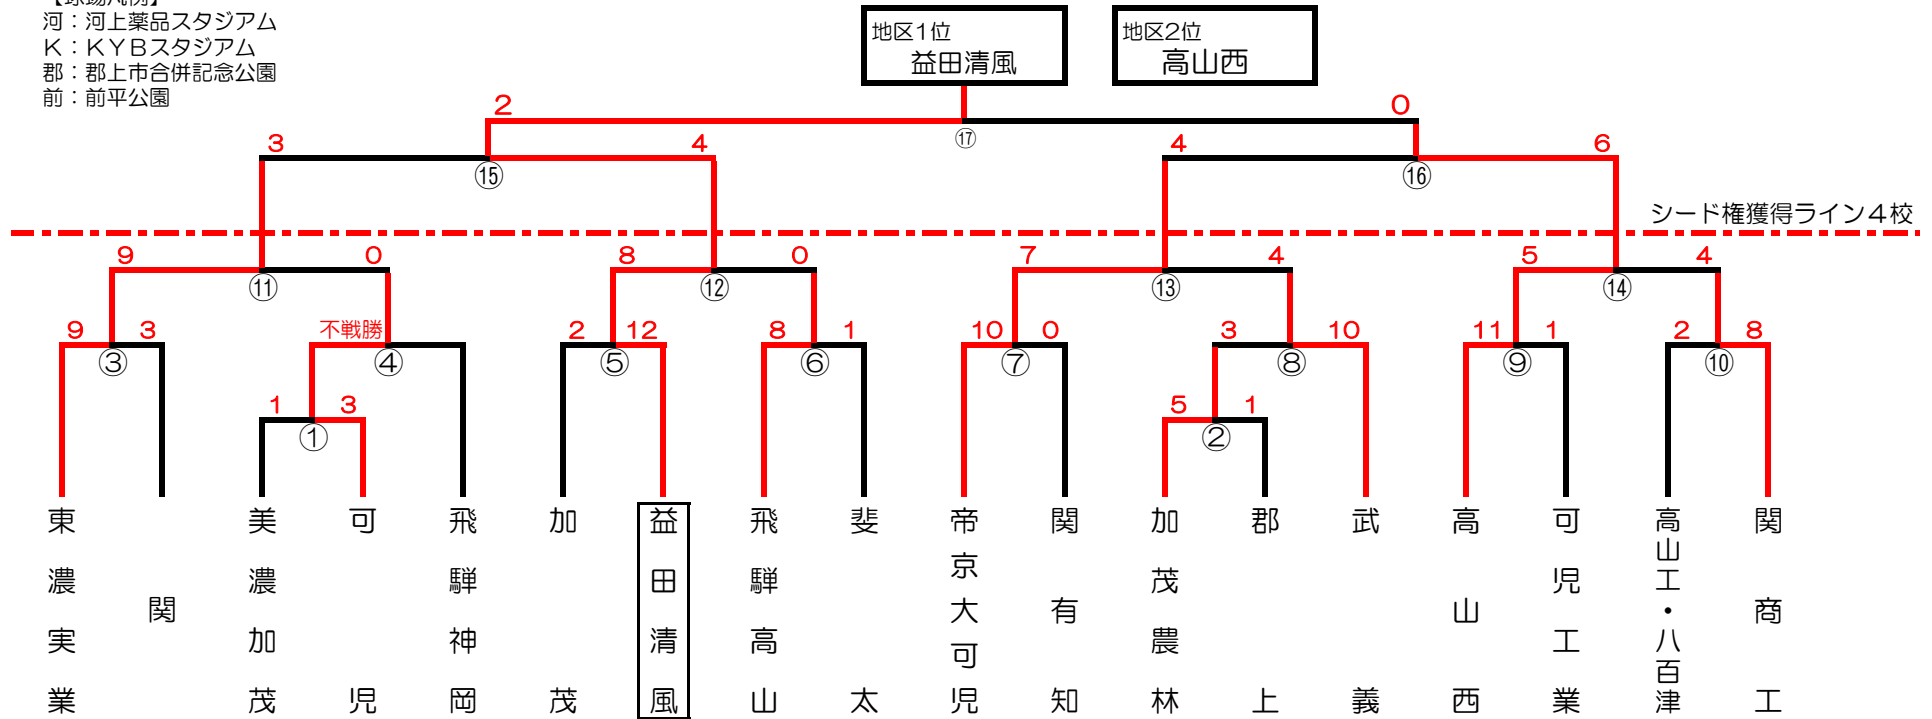 河：河上薬品スタジアム
K：KYBスタジアム
郡：郡上市合併記念公園
前：前平公園
地区1位
益田清風
地区2位
高山西
2 0
⑰
3 4 4 6
⑮ ⑯
シード権獲得ライン4校
9 0 8 0 7 4 5 4
⑪ ⑫ ⑬ ⑭
9 3 不戦勝 2 12 8 1 10 0 3 10 11 1 2 8
③ ④ ⑤ ⑥ ⑦ ⑧ ⑨ ⑩
1 3 5 1
① ②
東濃実業
関
美濃加茂
可児
飛騨神岡
加茂
益田清風
飛騨高山
斐太
帝京大可児
関有知
加茂農林
郡上
武義
高山西
可児工業
高山工・八百津
関商工